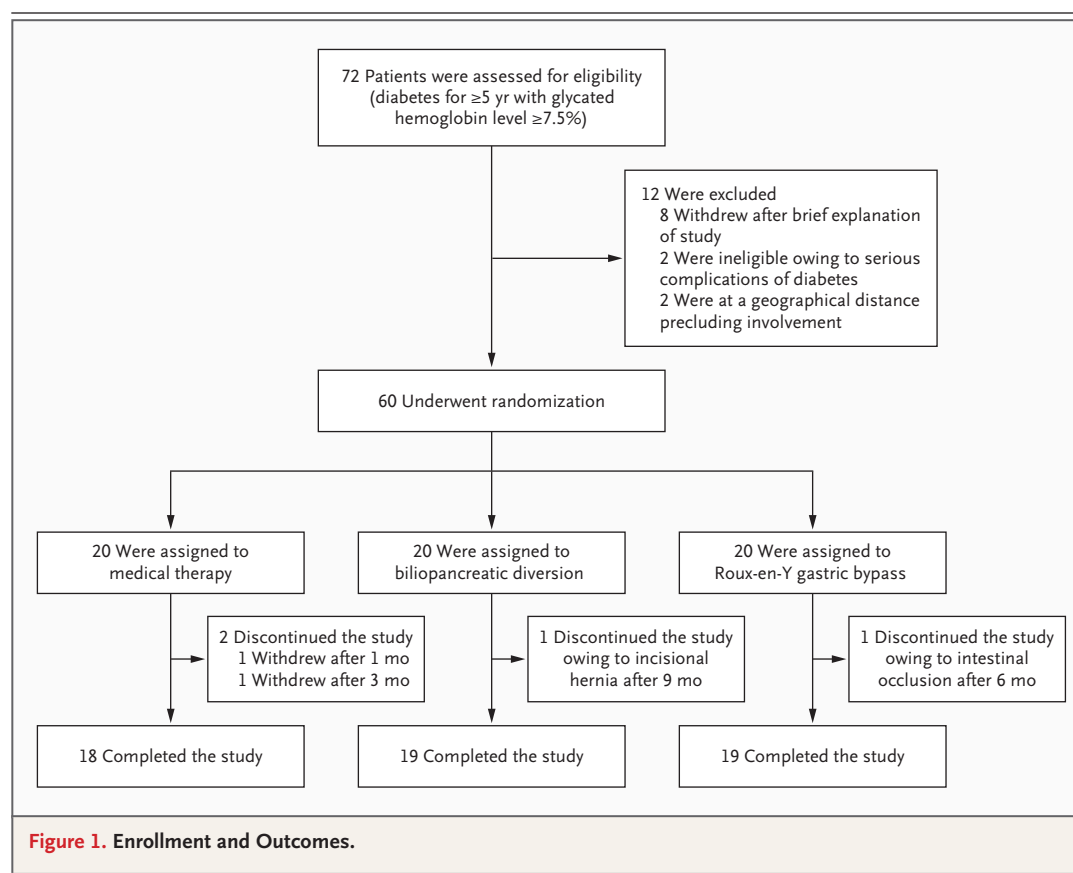 72 Patients were assessed for eligibility
(diabetes for ≥5 yr with glycated
hemoglobin level ≥7.5%)
12 Were excluded
8 Withdrew after brief explanation
of study
2 Were ineligible owing to serious
complications of diabetes
2 Were at a geographical distance
precluding involvement
60 Underwent randomization
20 Were assigned to
medical therapy
20 Were assigned to
biliopancreatic diversion
20 Were assigned to
Roux-en-Y gastric bypass
2 Discontinued the study
1 Withdrew after 1 mo
1 Withdrew after 3 mo
1 Discontinued the study
owing to incisional
hernia after 9 mo
1 Discontinued the study
owing to intestinal
occlusion after 6 mo
18 Completed the study
19 Completed the study
19 Completed the study
Figure 1. Enrollment and Outcomes.